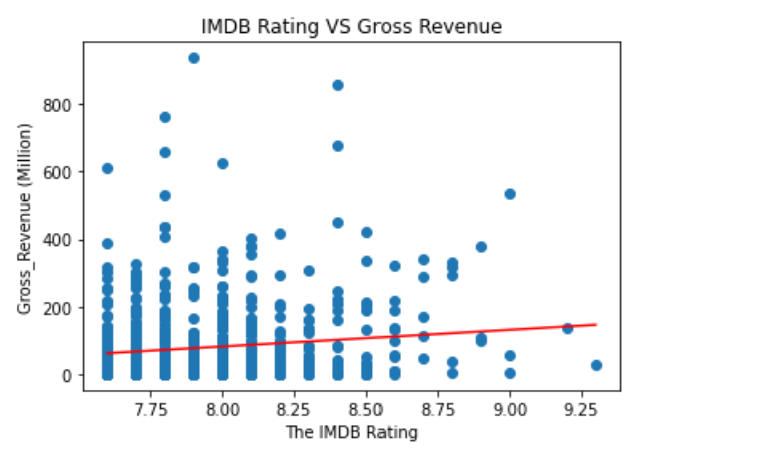 IMDB Rating VS Gross Revenue
Gross_Revenue (Million)
800
600
400
200
0
7.75 8.00 8.25 8.50 8.75 9.00 9.25
The IMDB Rating